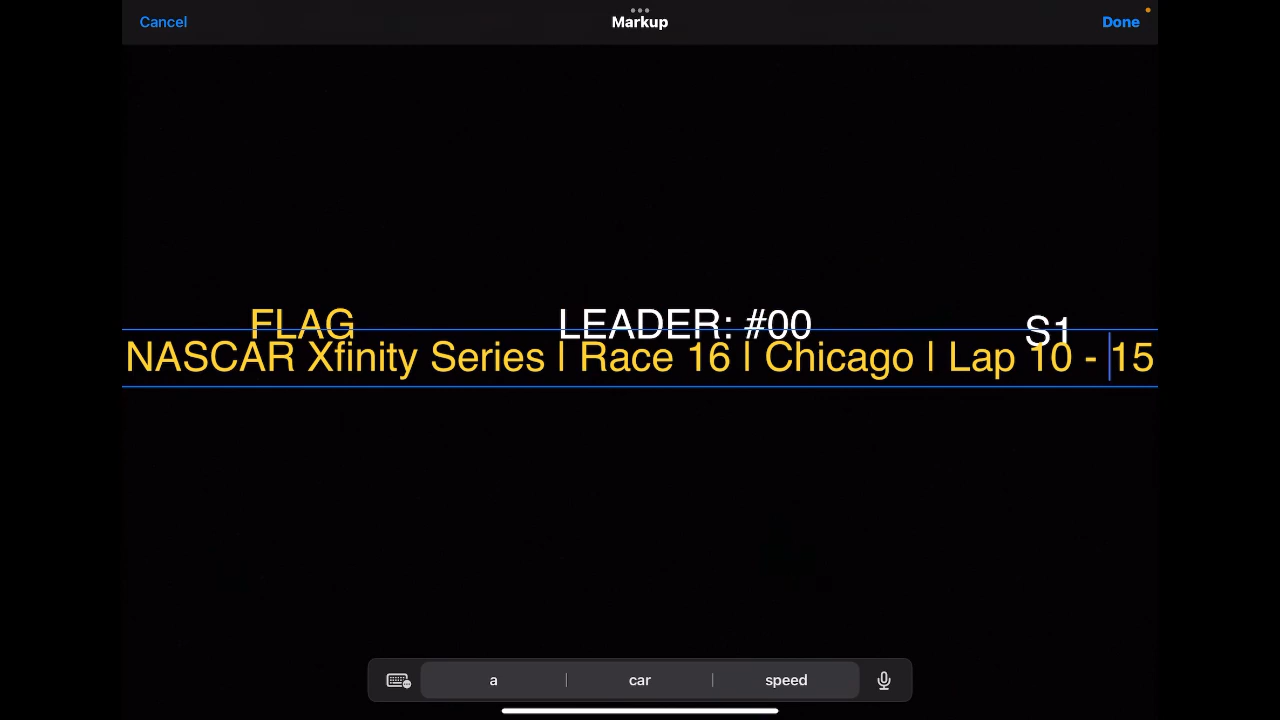 Cancel
Markup
Done
FLAG
LEADER: #00
S1
NASCAR Xfinity Series | Race 16 | Chicago | Lap 10 - 15
a
car
speed